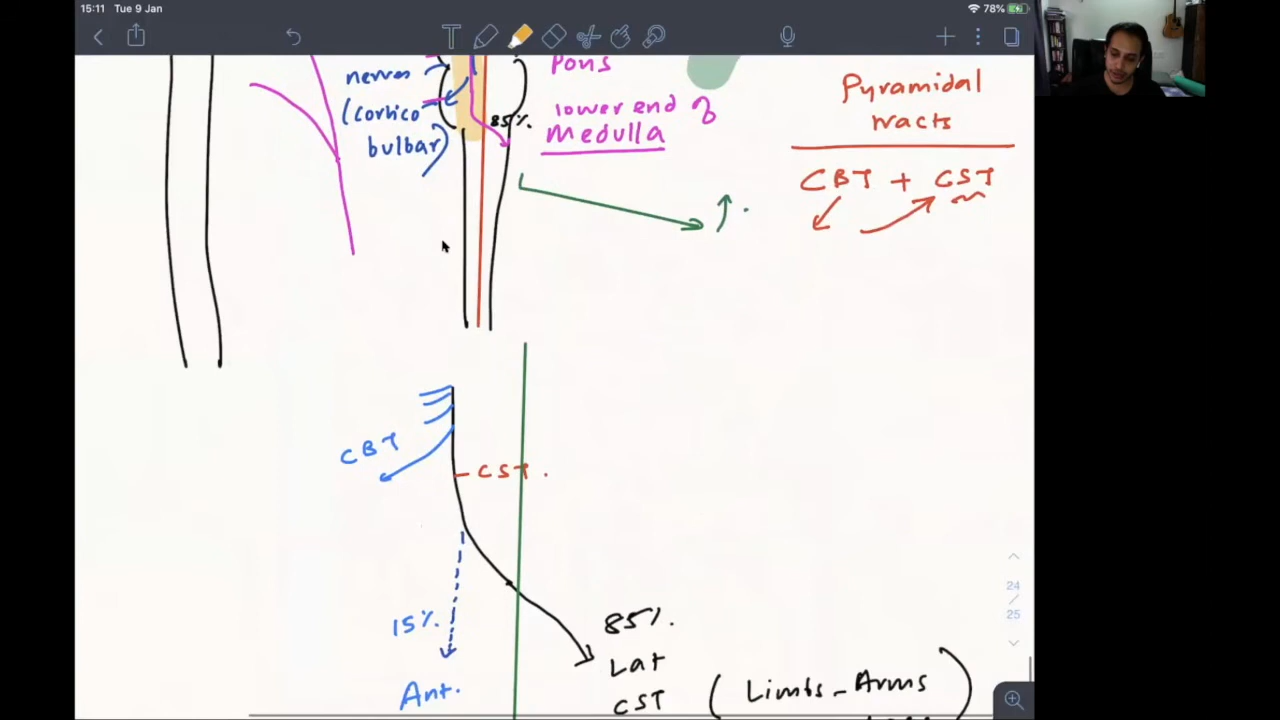 15:11 Tue 9 Jan
78%
T
nerves
(cortico
bulbar)
85%.
Pons
lower end of
Medulla
Pyramidal
tracts
CBT + CST
CBT
CST.
15%.
Ant.
85%.
Lat
CST
(Limbs - Arms
24
/
25